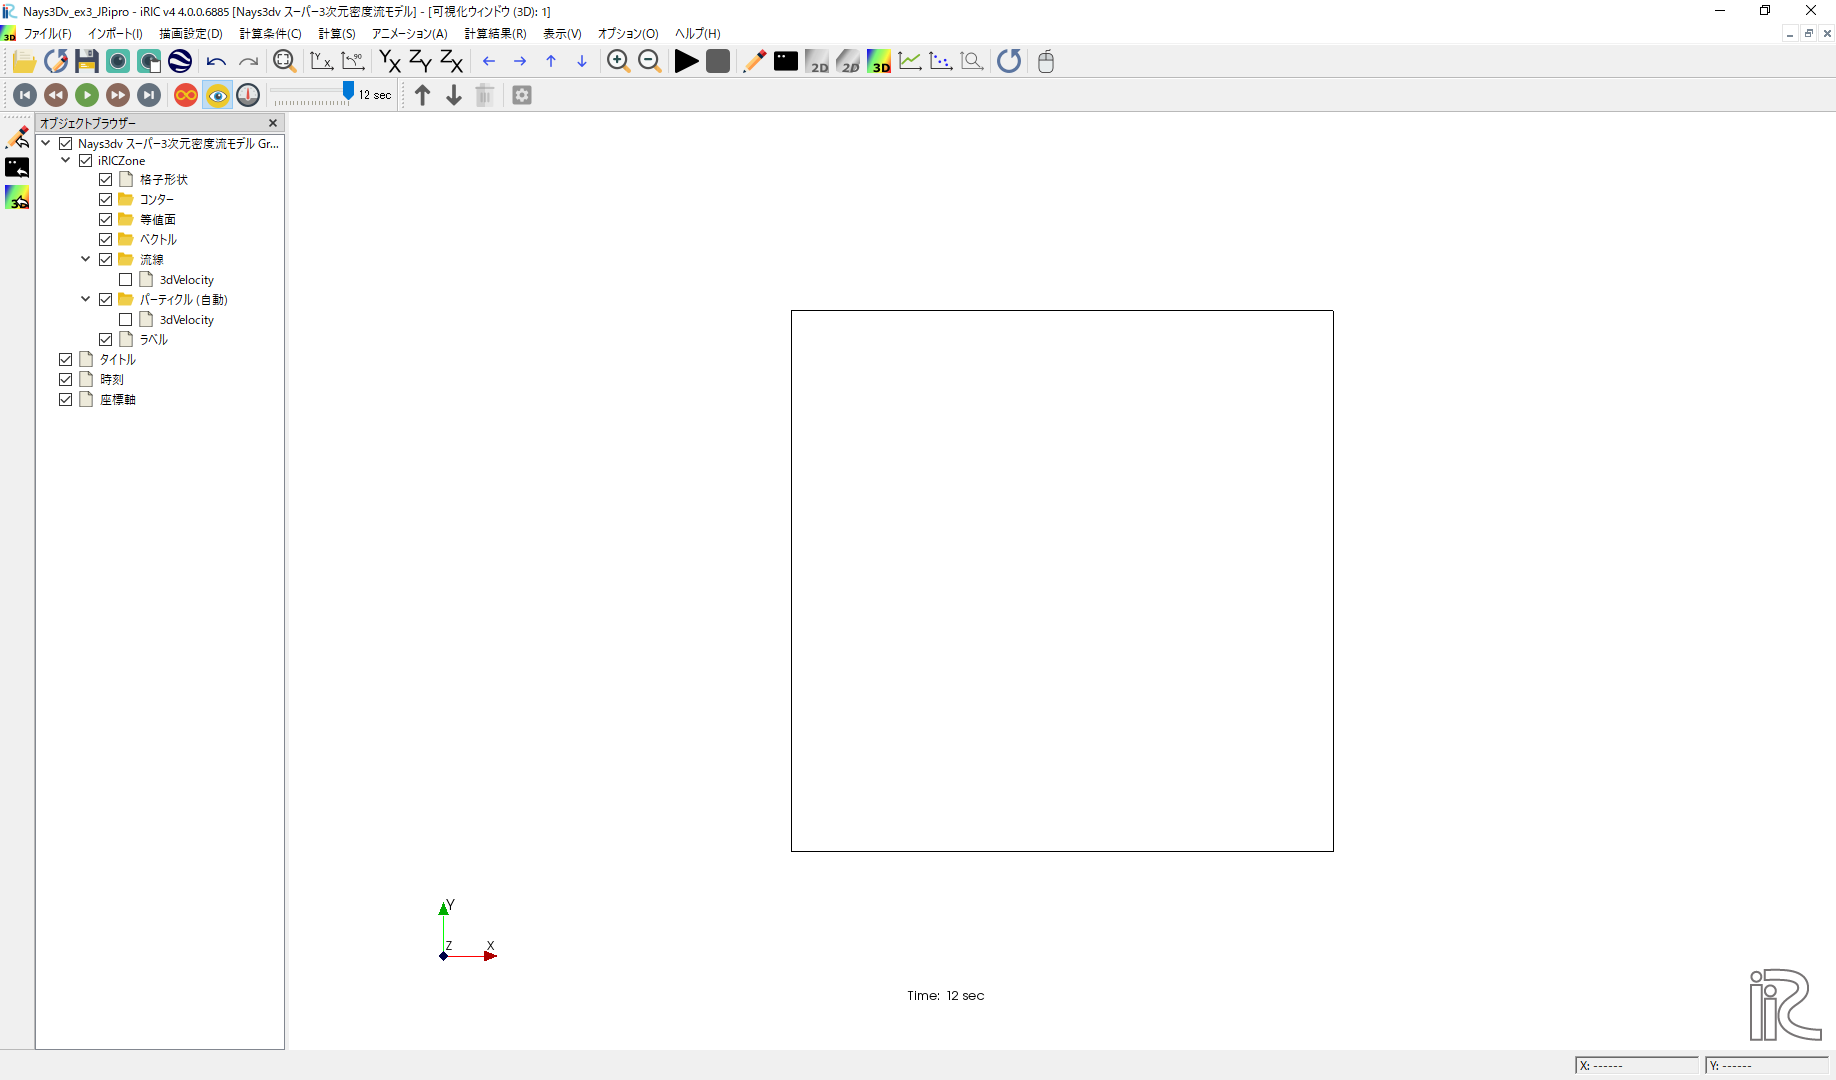 Nays3Dv_ex3_JP.ipro - iRIC v4 4.0.0.6885 [Nays3dv スーパー3次元密度流モデル] - [可視化ウィンドウ (3D): 1]
ファイル(F) インポート(I) 描画設定(D) 計算条件(C) 計算(S) アニメーション(A) 計算結果(R) 表示(V) オプション(O) ヘルプ(H)
12 sec
オブジェクトブラウザー
Nays3dv スーパー3次元密度流モデル Gr...
iRICZone
格子形状
コンター
等値面
ベクトル
流線
3dVelocity
パーティクル (自動)
3dVelocity
ラベル
タイトル
時刻
座標軸
Y
Z X
Time: 12 sec
iRIC
X: ------ Y: ------